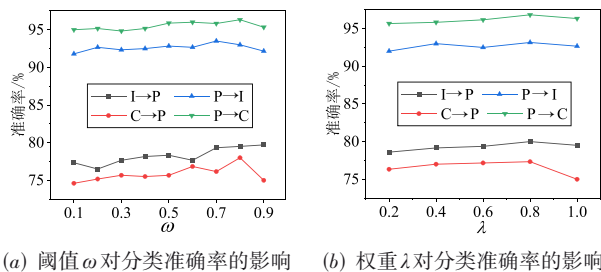 95
90
85
80
75
准确率/%
I→P P→I
C→P P→C
0.1 0.3 0.5 0.7 0.9
ω
(a) 阈值ω对分类准确率的影响
95
90
85
80
75
准确率/%
I→P P→I
C→P P→C
0.2 0.4 0.6 0.8 1.0
λ
(b) 权重λ对分类准确率的影响